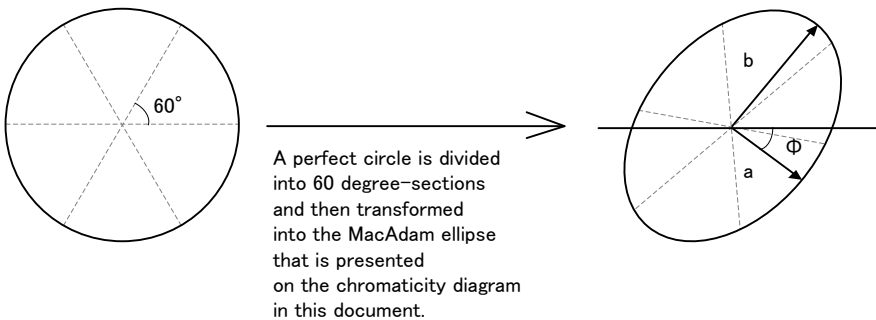 60°
b
Φ
a
A perfect circle is divided
into 60 degree-sections
and then transformed
into the MacAdam ellipse
that is presented
on the chromaticity diagram
in this document.